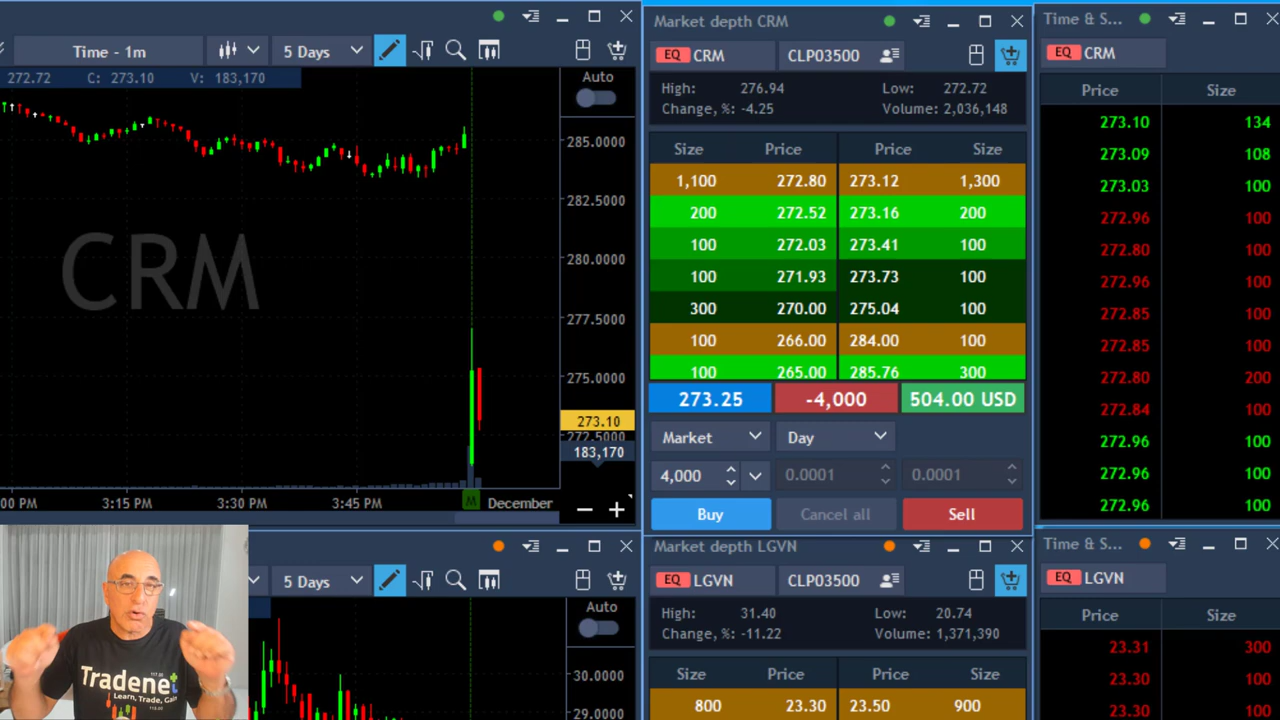 Time - 1m
5 Days
272.72 C: 273.10 V: 183,170
Auto
285.0000
282.5000
280.0000
277.5000
275.0000
273.10
272.5000
183,170
CRM
:00 PM 3:15 PM 3:30 PM 3:45 PM M December
Market depth CRM
EQ CRM CLP03500
High: 276.94 Low: 272.72
Change, %: -4.25 Volume: 2,036,148
Size Price Price Size
1,100 272.80 273.12 1,300
200 272.52 273.16 200
100 272.03 273.41 100
100 271.93 273.73 100
300 270.00 275.04 100
100 266.00 284.00 100
100 265.00 285.76 300
273.25 -4,000 504.00 USD
Market Day
4,000 0.0001 0.0001
Buy Cancel all Sell
Time & S...
EQ CRM
Price Size
273.10 134
273.09 108
273.03 100
272.96 100
272.80 100
272.96 100
272.85 100
272.85 100
272.80 200
272.84 100
272.96 100
272.96 100
272.96 100
5 Days
Auto
30.0000
29.0000
Market depth LGVN
EQ LGVN CLP03500
High: 31.40 Low: 20.74
Change, %: -11.22 Volume: 1,371,390
Size Price Price Size
800 23.30 23.50 900
Time & S...
EQ LGVN
Price Size
23.31 300
23.30 100
23.30 100
Tradenet
Learn, Trade, Gain